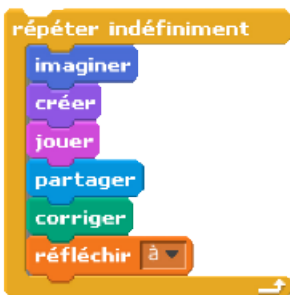 répéter indéfiniment
imaginer
créer
jouer
partager
corriger
réfléchir à